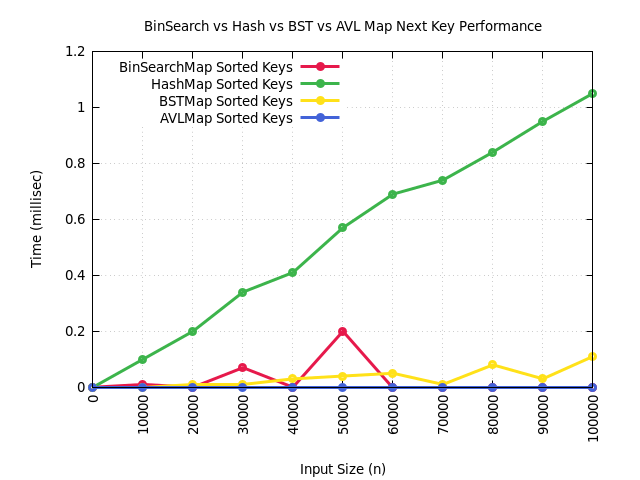 BinSearch vs Hash vs BST vs AVL Map Next Key Performance
1.2
1
0.8
0.6
0.4
0.2
0
Time (millisec)
BinSearchMap Sorted Keys
HashMap Sorted Keys
BSTMap Sorted Keys
AVLMap Sorted Keys
0
10000
20000
30000
40000
50000
60000
70000
80000
90000
100000
Input Size (n)